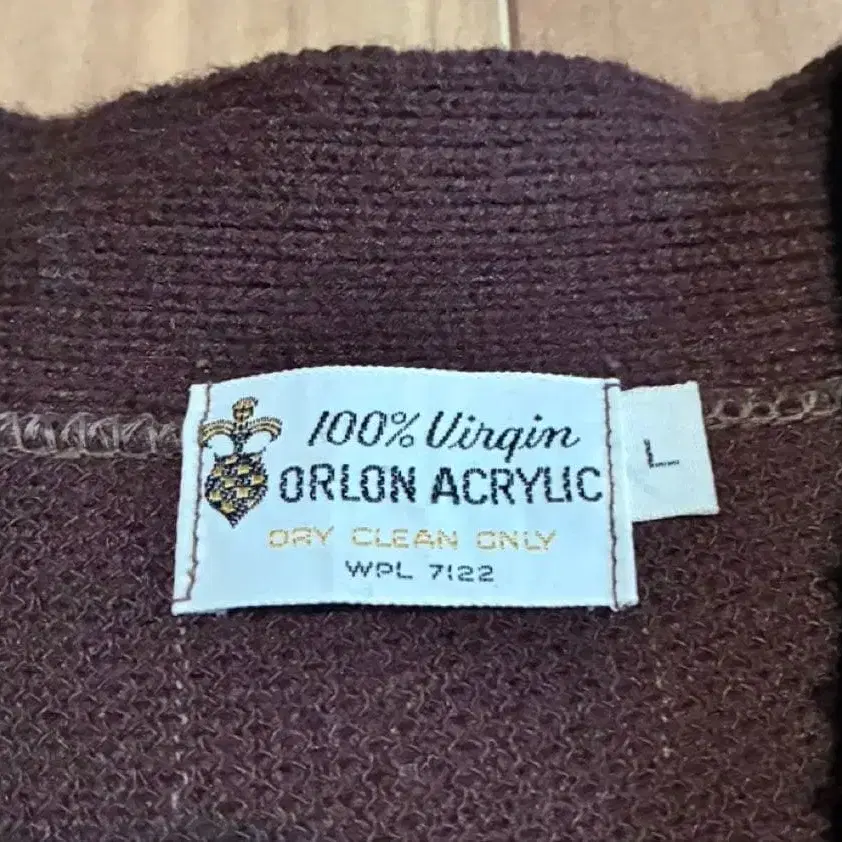 100% Virgin
ORLON ACRYLIC
DRY CLEAN ONLY
WPL 7122
L